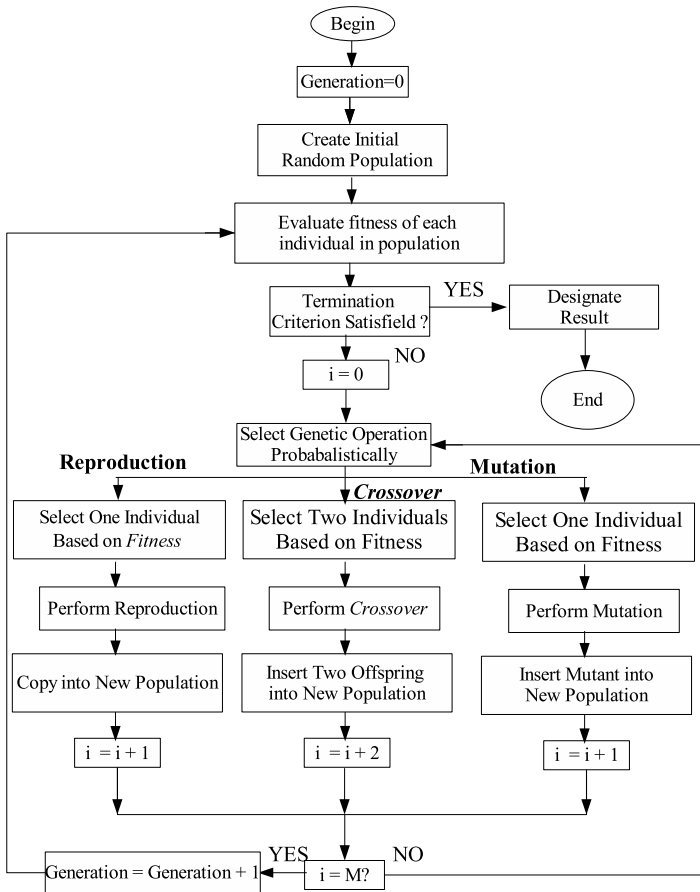 Begin
Generation=0
Create Initial
Random Population
Evaluate fitness of each
individual in population
Termination
Criterion Satisfield ?
YES
Designate
Result
NO
i = 0
End
Select Genetic Operation
Probabalistically
Reproduction
Crossover
Mutation
Select One Individual
Based on Fitness
Select Two Individuals
Based on Fitness
Select One Individual
Based on Fitness
Perform Reproduction
Perform Crossover
Perform Mutation
Copy into New Population
Insert Two Offspring
into New Population
Insert Mutant into
New Population
i = i + 1
i = i + 2
i = i + 1
Generation = Generation + 1
YES
i = M?
NO